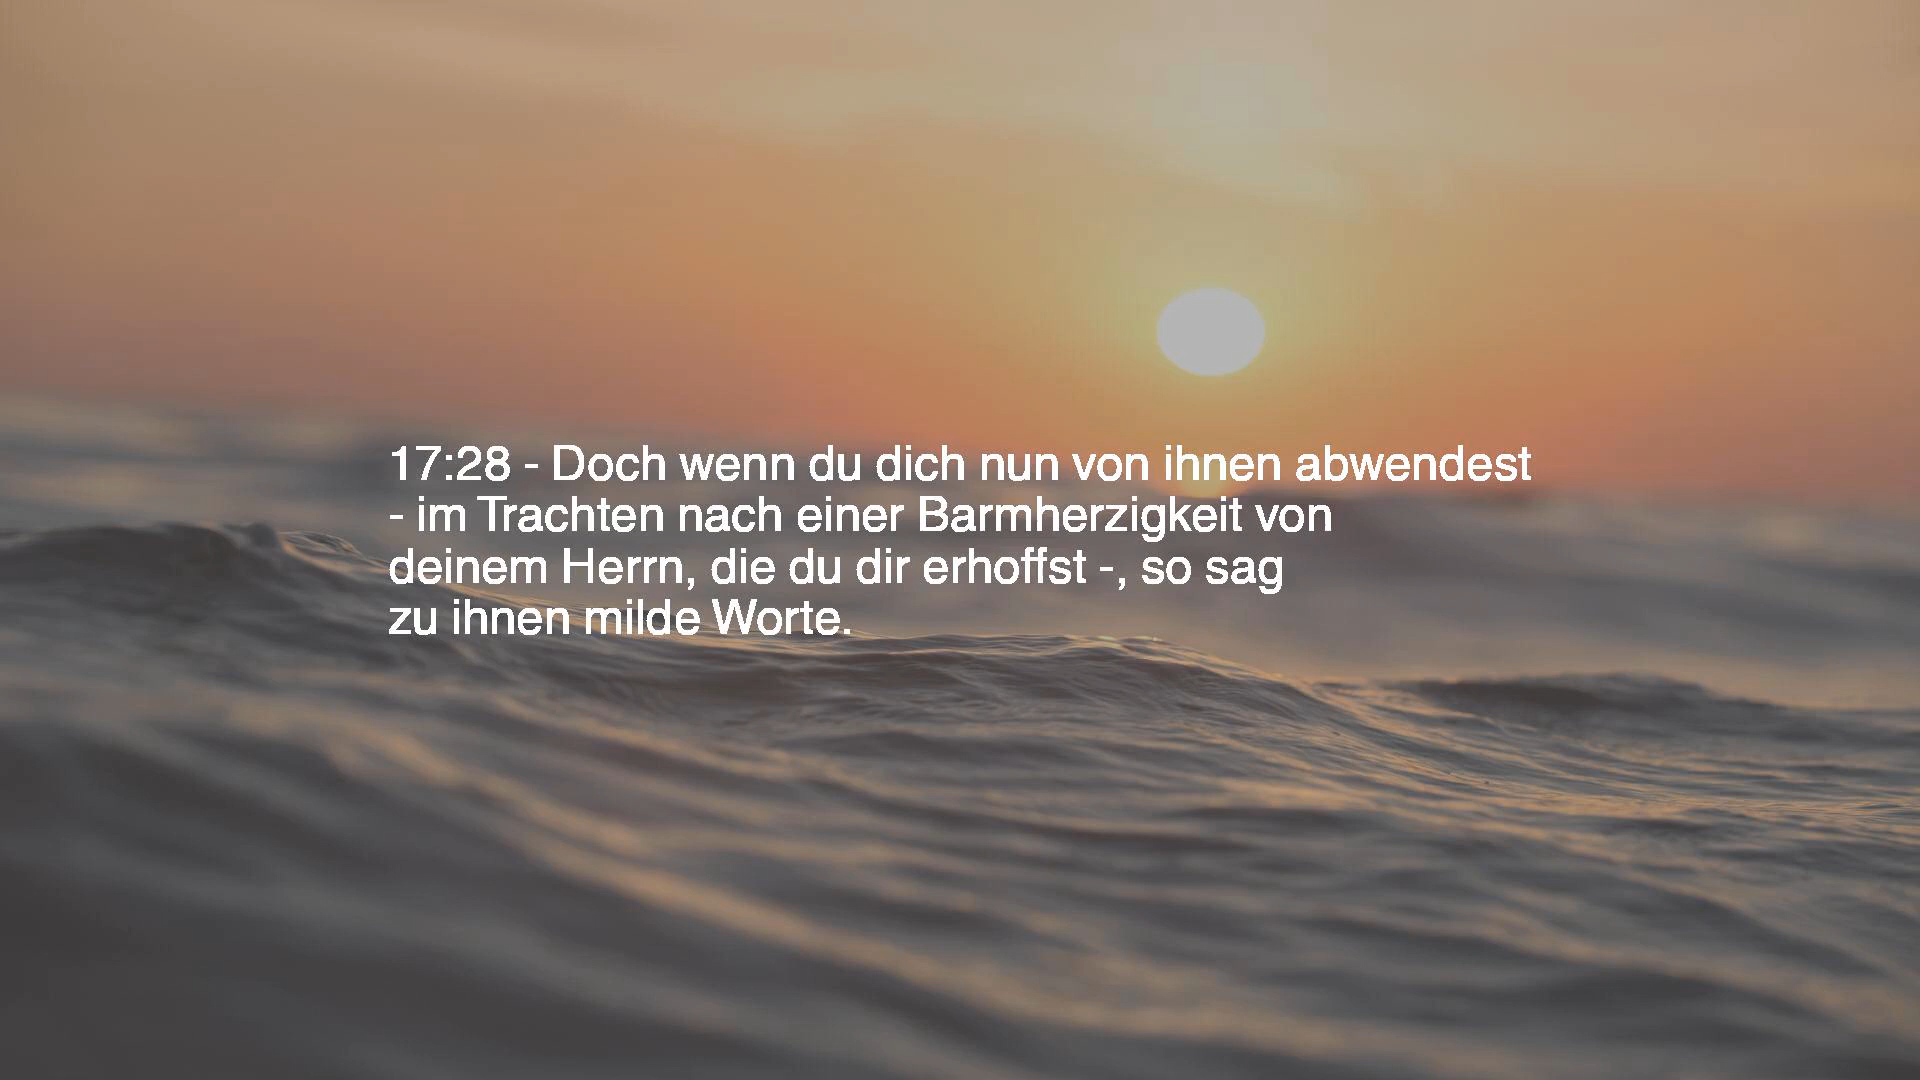 17:28 - Doch wenn du dich nun von ihnen abwendest
- im Trachten nach einer Barmherzigkeit von
deinem Herrn, die du dir erhoffst -, so sag
zu ihnen milde Worte.